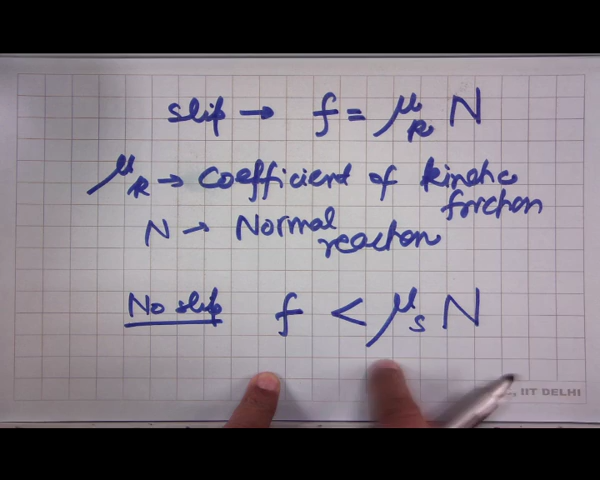 slip → f = μk N
μk → coefficient of kinetic friction
N → Normal reaction
No slip f < μs N
IIT DELHI